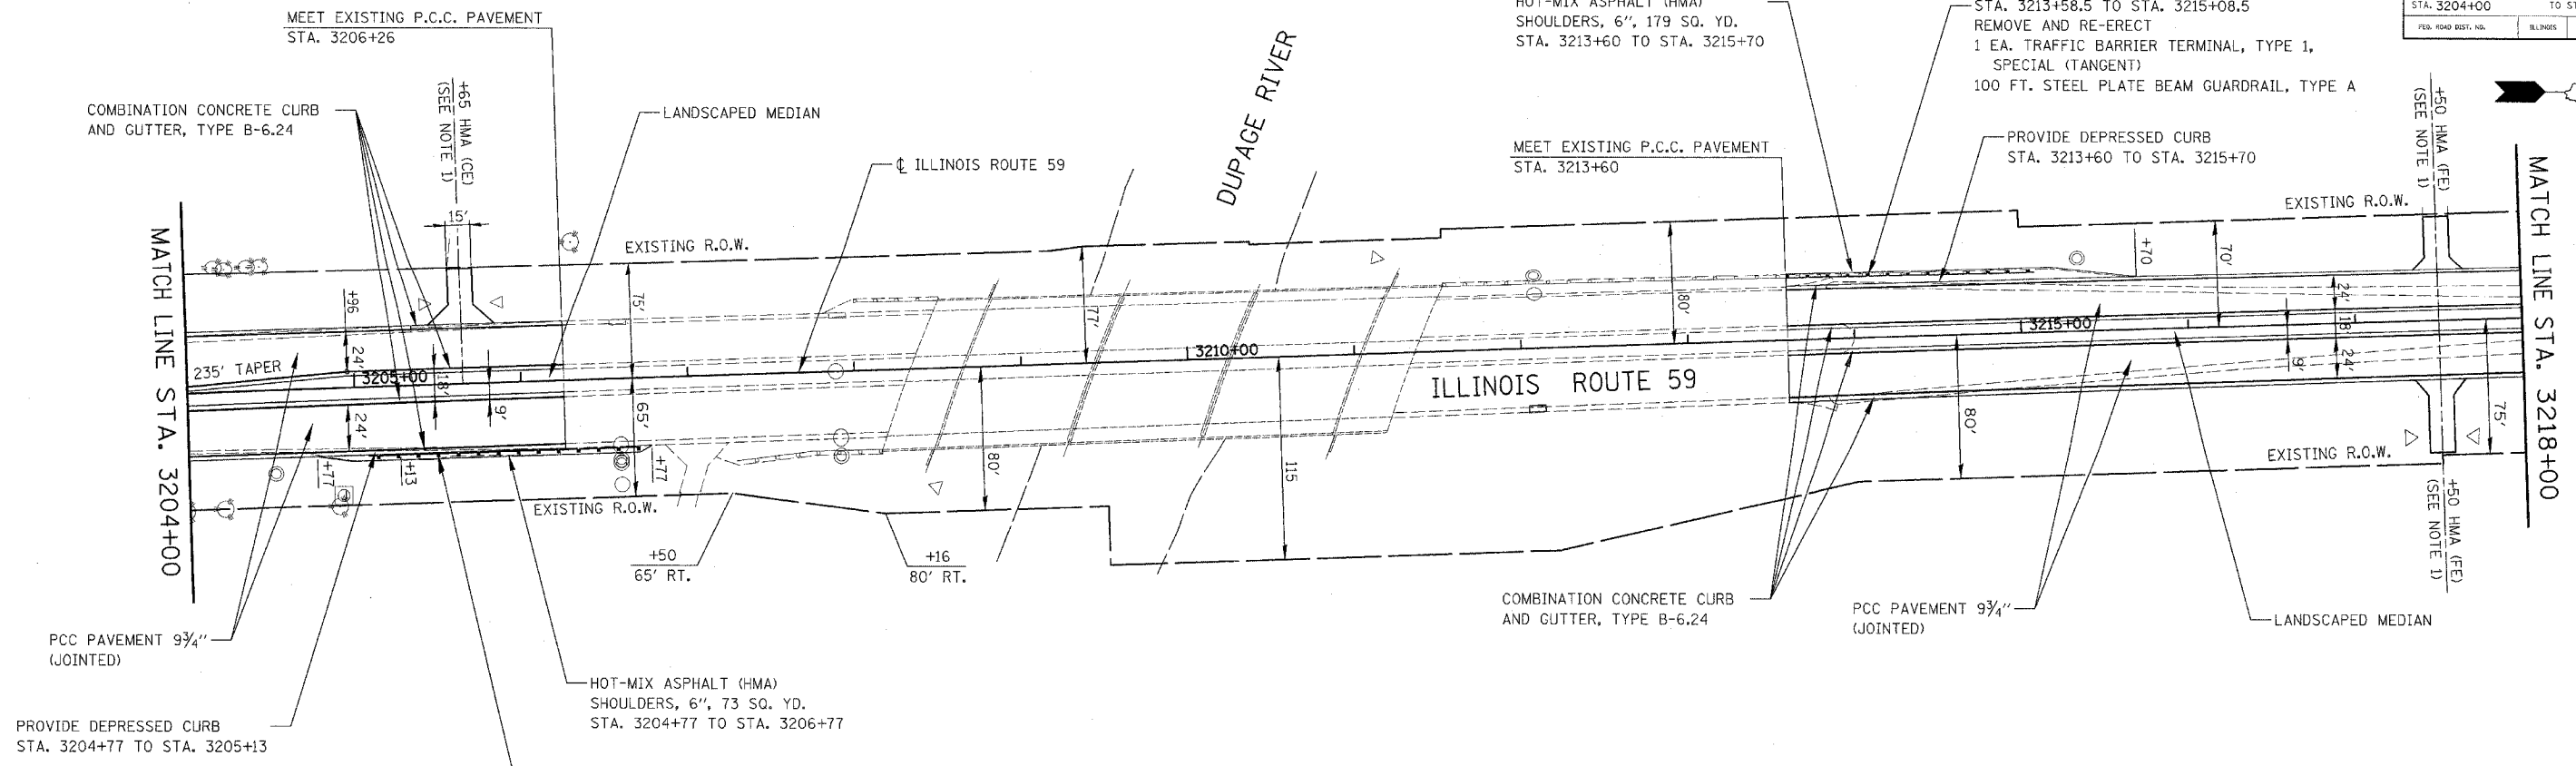 MEET EXISTING P.C.C. PAVEMENT
STA. 3206+26
COMBINATION CONCRETE CURB
AND GUTTER, TYPE B-6.24
+65 HMA (CE)
(SEE NOTE 1)
15'
LANDSCAPED MEDIAN
℄ ILLINOIS ROUTE 59
DUPAGE RIVER
HOT-MIX ASPHALT (HMA)
SHOULDERS, 6", 179 SQ. YD.
STA. 3213+60 TO STA. 3215+70
STA. 3213+58.5 TO STA. 3215+08.5
REMOVE AND RE-ERECT
1 EA. TRAFFIC BARRIER TERMINAL, TYPE 1,
SPECIAL (TANGENT)
100 FT. STEEL PLATE BEAM GUARDRAIL, TYPE A
STA. 3204+00 TO ST
FED. ROAD DIST. NO. ILLINOIS
MEET EXISTING P.C.C. PAVEMENT
STA. 3213+60
PROVIDE DEPRESSED CURB
STA. 3213+60 TO STA. 3215+70
+50 HMA (FE)
(SEE NOTE 1)
MATCH LINE STA. 3204+00
MATCH LINE STA. 3218+00
EXISTING R.O.W.
EXISTING R.O.W.
+96
24'
235' TAPER
3205+00
18'
9'
24'
75'
65'
77'
80'
3210+00
115
80'
ILLINOIS ROUTE 59
+70
70'
3215+00
24'
18'
24'
9'
80'
75'
+77
+13
+77
EXISTING R.O.W.
EXISTING R.O.W.
+50
65' RT.
+16
80' RT.
+50 HMA (FE)
(SEE NOTE 1)
PCC PAVEMENT 9¾"
(JOINTED)
HOT-MIX ASPHALT (HMA)
SHOULDERS, 6", 73 SQ. YD.
STA. 3204+77 TO STA. 3206+77
PROVIDE DEPRESSED CURB
STA. 3204+77 TO STA. 3205+13
COMBINATION CONCRETE CURB
AND GUTTER, TYPE B-6.24
PCC PAVEMENT 9¾"
(JOINTED)
LANDSCAPED MEDIAN